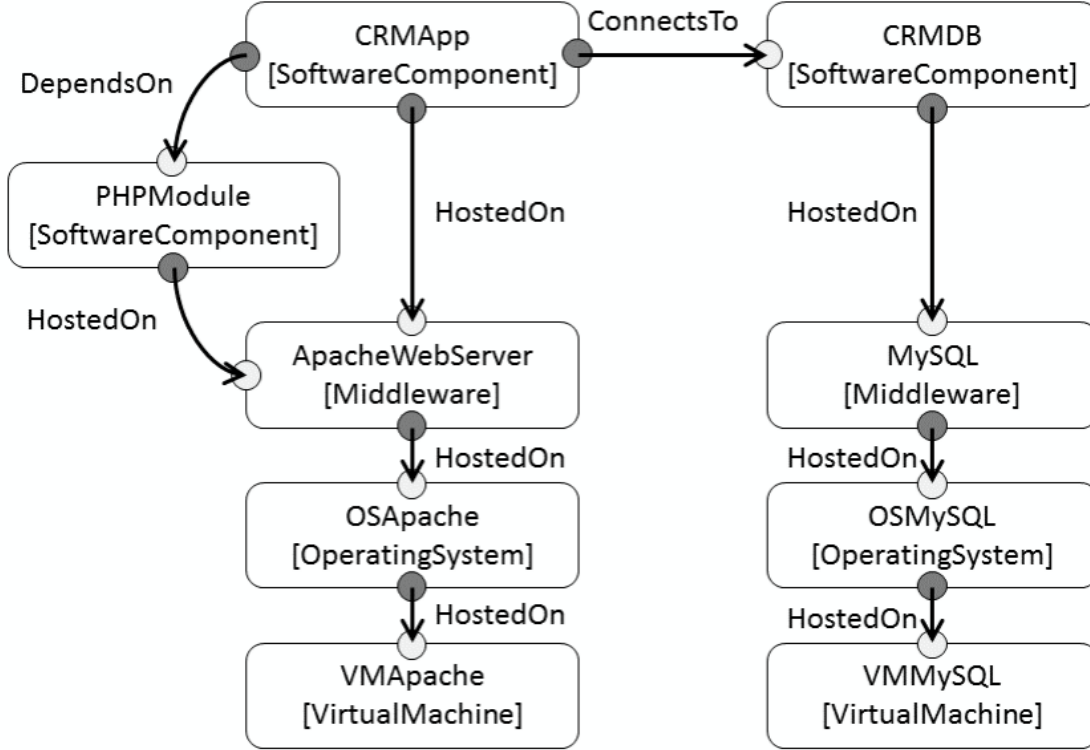 CRMApp
[SoftwareComponent]
ConnectsTo
CRMDB
[SoftwareComponent]
DependsOn
PHPModule
[SoftwareComponent]
HostedOn
HostedOn
HostedOn
ApacheWebServer
[Middleware]
MySQL
[Middleware]
HostedOn
HostedOn
OSApache
[OperatingSystem]
OSMySQL
[OperatingSystem]
HostedOn
HostedOn
VMApache
[VirtualMachine]
VMMySQL
[VirtualMachine]